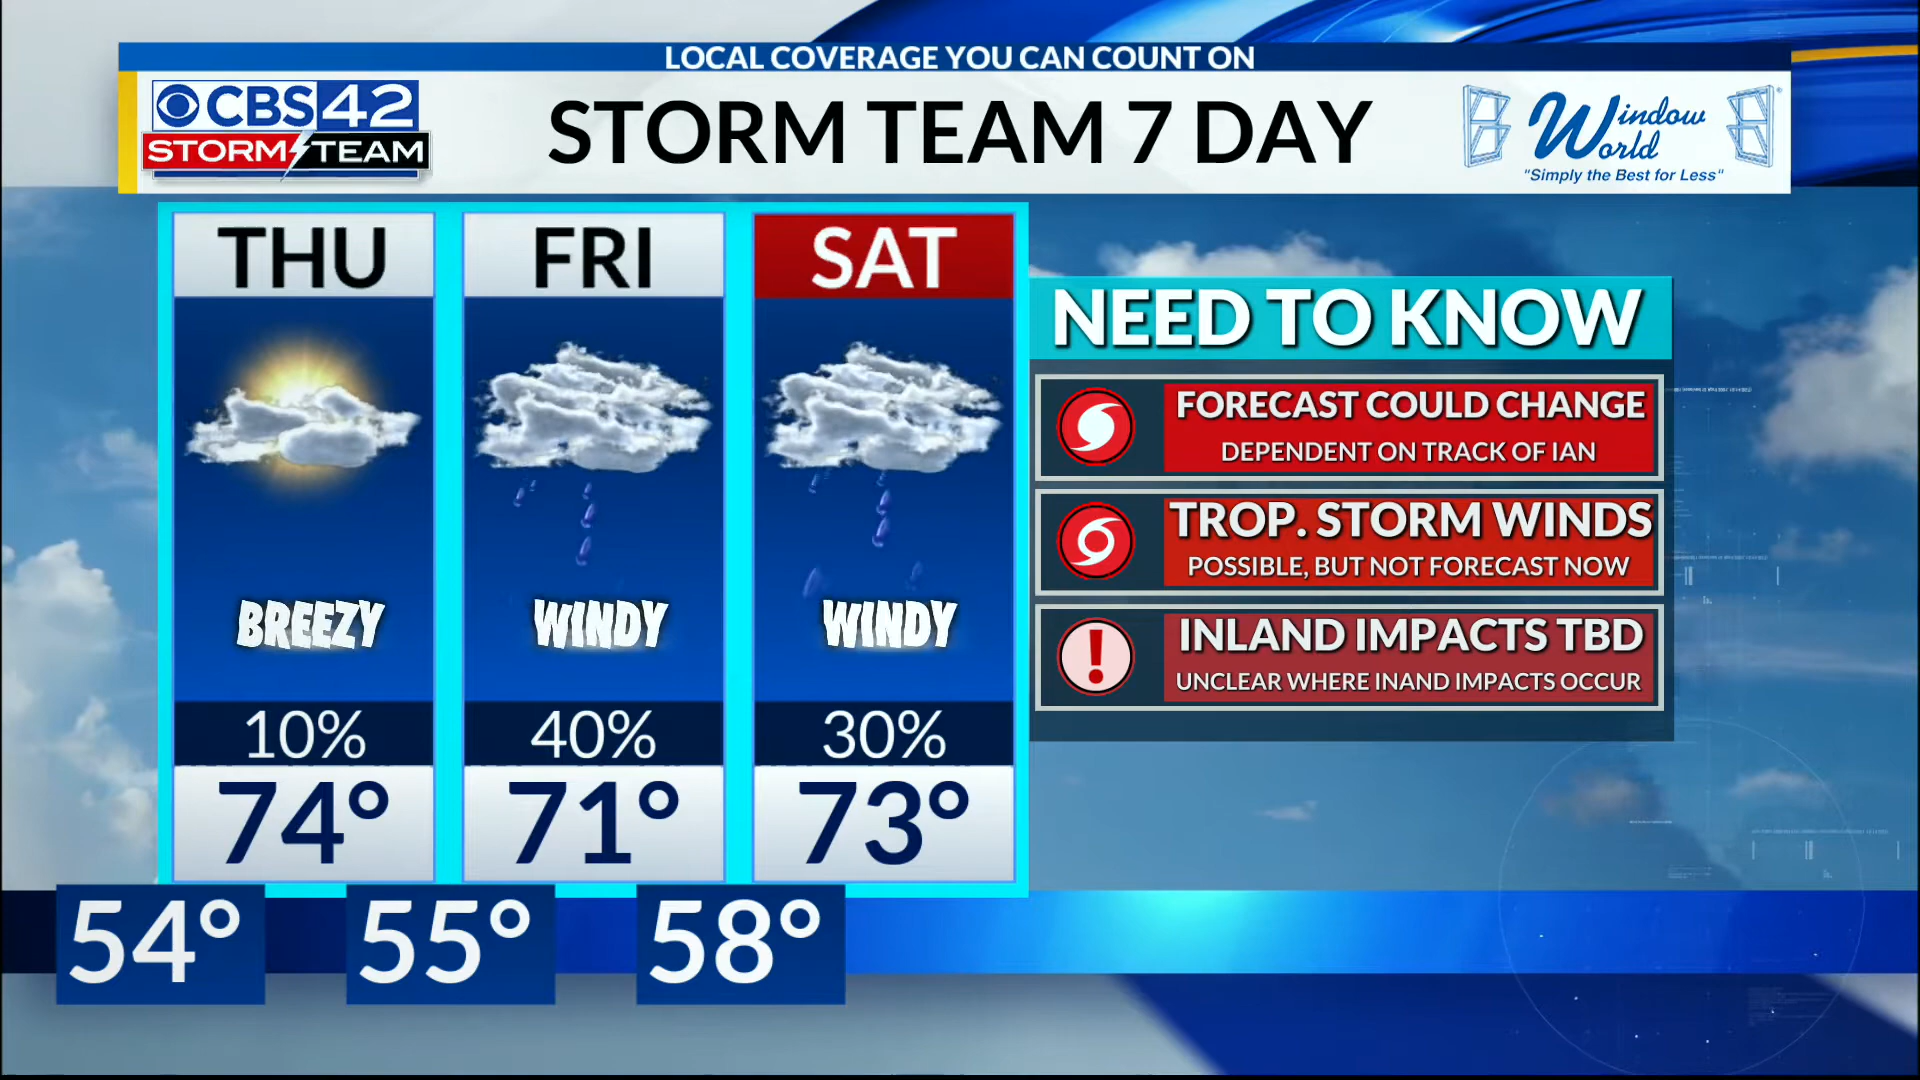 LOCAL COVERAGE YOU CAN COUNT ON
CBS 42
STORM TEAM
STORM TEAM 7 DAY
Window
World
"Simply the Best for Less"
THU
FRI
SAT
BREEZY
WINDY
WINDY
10%
40%
30%
74°
71°
73°
54°
55°
58°
NEED TO KNOW
FORECAST COULD CHANGE
DEPENDENT ON TRACK OF IAN
TROP. STORM WINDS
POSSIBLE, BUT NOT FORECAST NOW
!
INLAND IMPACTS TBD
UNCLEAR WHERE INAND IMPACTS OCCUR